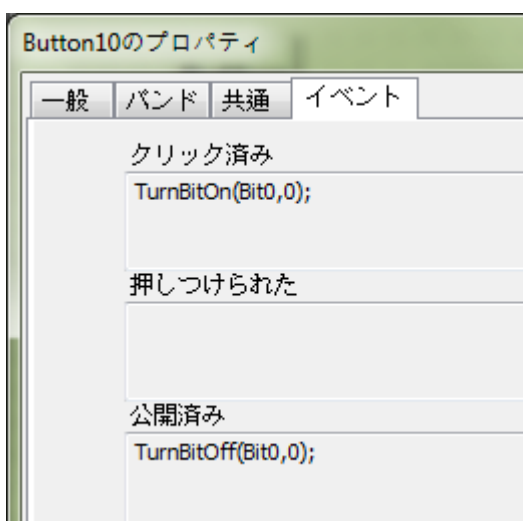 Button10のプロパティ
一般 バンド 共通 イベント
クリック済み
TurnBitOn(Bit0,0);
押しつけられた
公開済み
TurnBitOff(Bit0,0);